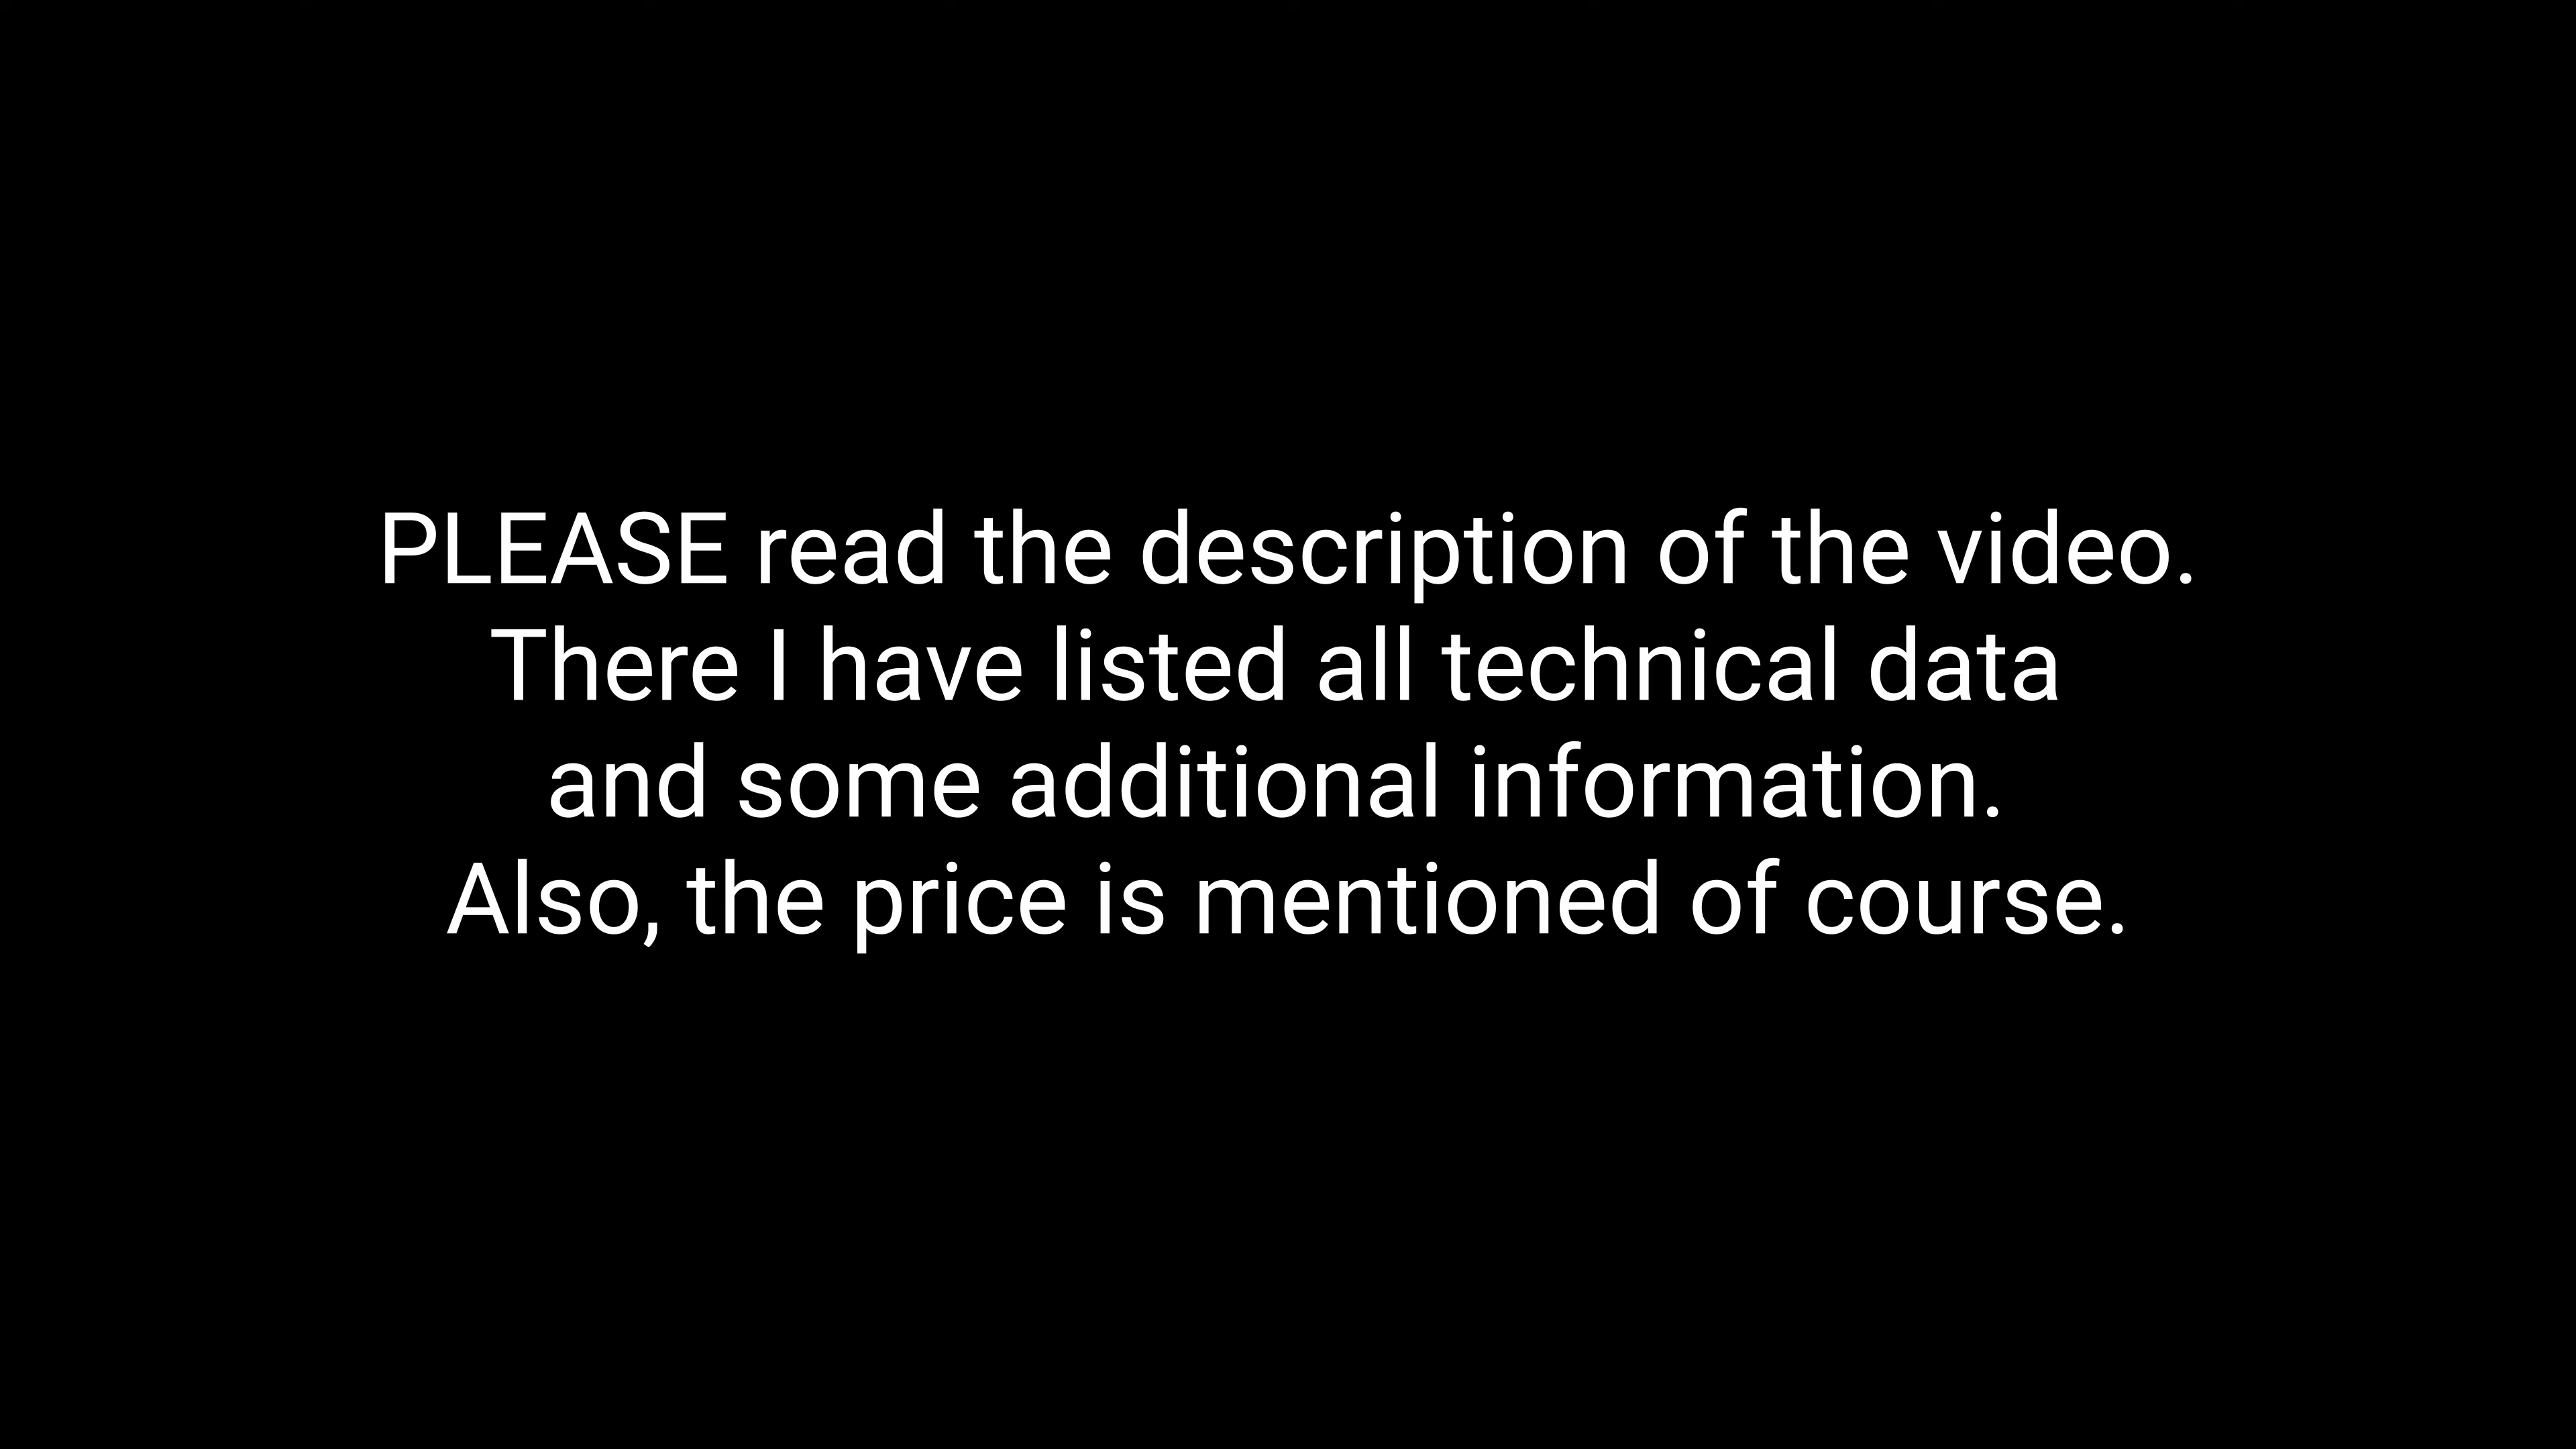 PLEASE read the description of the video.
There I have listed all technical data
and some additional information.
Also, the price is mentioned of course.